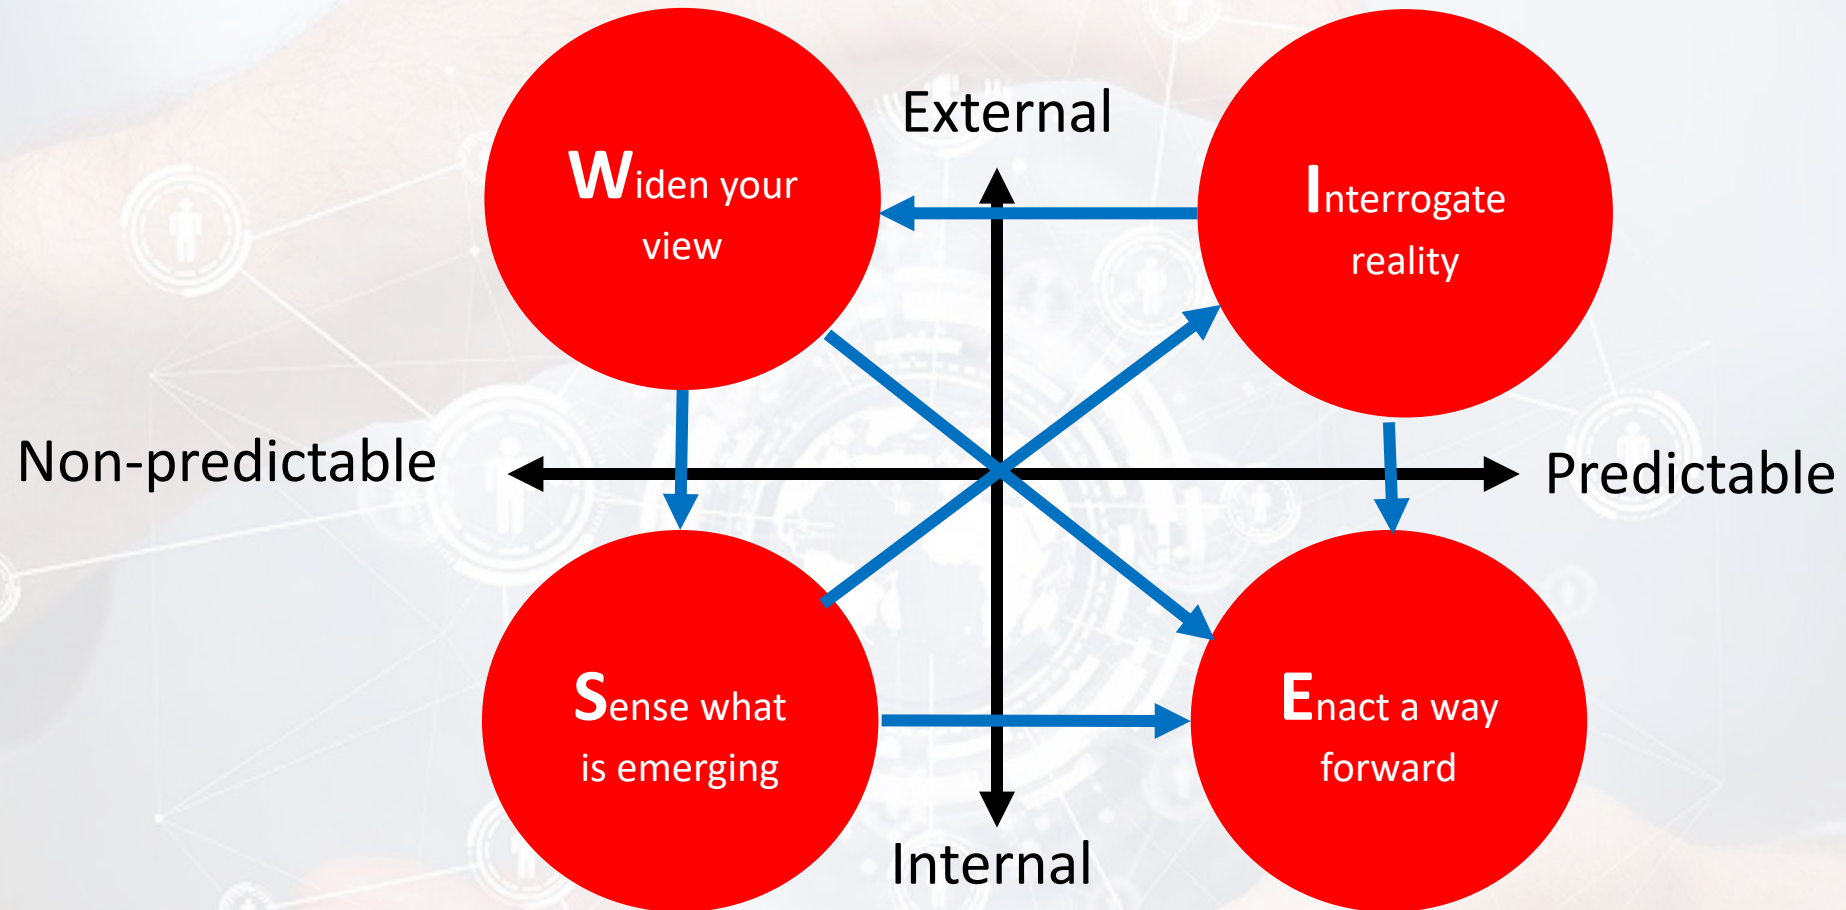 External
Widen your
view
Interrogate
reality
Non-predictable
Predictable
Sense what
is emerging
Enact a way
forward
Internal